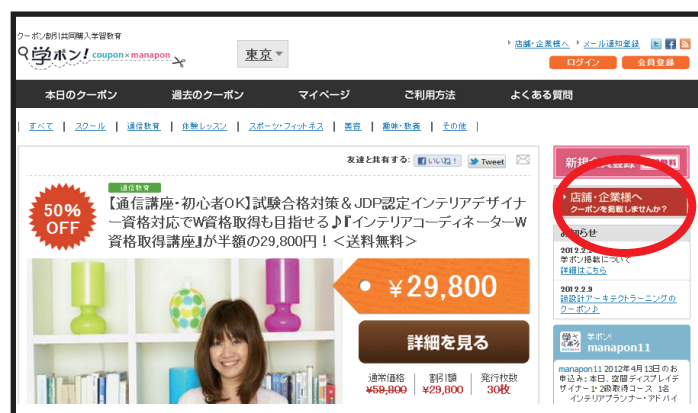 クーポン割引共同購入学習教育
学ポン! coupon×manapon
東京
店舗・企業様へ メール通知登録
ログイン 会員登録
本日のクーポン 過去のクーポン マイページ ご利用方法 よくある質問
| すべて | スクール | 通信教育 | 体験レッスン | スポーツ・フィットネス | 美容 | 趣味・教養 | その他 |
友達と共有する: いいね! Tweet
50%
OFF
通信教育
【通信講座・初心者OK】試験合格対策&JDP認定インテリアデザイナ
ー資格対応でW資格取得も目指せる♪『インテリアコーディネーターW
資格取得講座』が半額の29,800円!<送料無料>
¥29,800
詳細を見る
通常価格 割引額 発行枚数
¥59,800 ¥29,800 30枚
店舗・企業様へ
クーポンを掲載しませんか?
お知らせ
学ポン掲載について
詳細はこちら
2012.2.9
諸設計アーキテクトラーニングの
クーポン♪
学ポン
学ポン!
manapon11
manapon11 2012年4月13日のお
申込み:本日、空間ディスプレイデ
ザイナー・2級取得コース 1名
インテリアプランナー・アドバイ